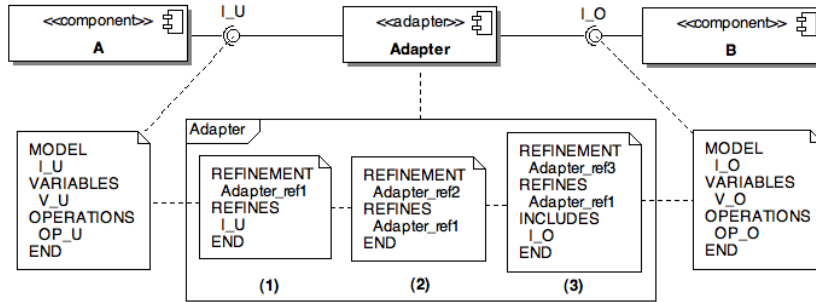 I_U
I_O
<<component>>
A
<<adapter>>
Adapter
<<component>>
B
Adapter
MODEL
I_U
VARIABLES
V_U
OPERATIONS
OP_U
END
REFINEMENT
Adapter_ref1
REFINES
I_U
END
(1)
REFINEMENT
Adapter_ref2
REFINES
Adapter_ref1
END
(2)
REFINEMENT
Adapter_ref3
REFINES
Adapter_ref1
INCLUDES
I_O
END
(3)
MODEL
I_O
VARIABLES
V_O
OPERATIONS
OP_O
END